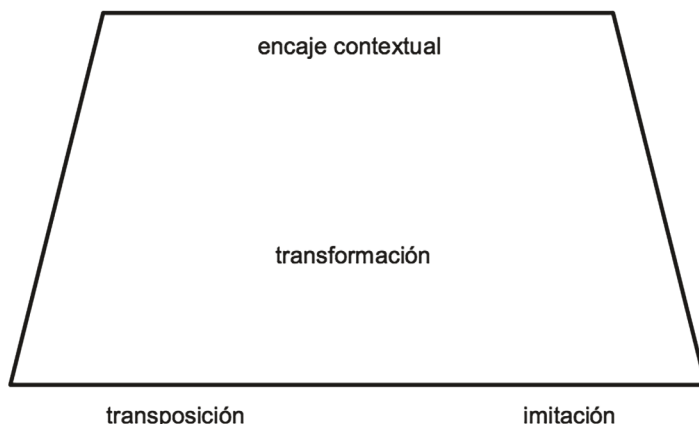 encaje contextual
transformación
transposición
imitación